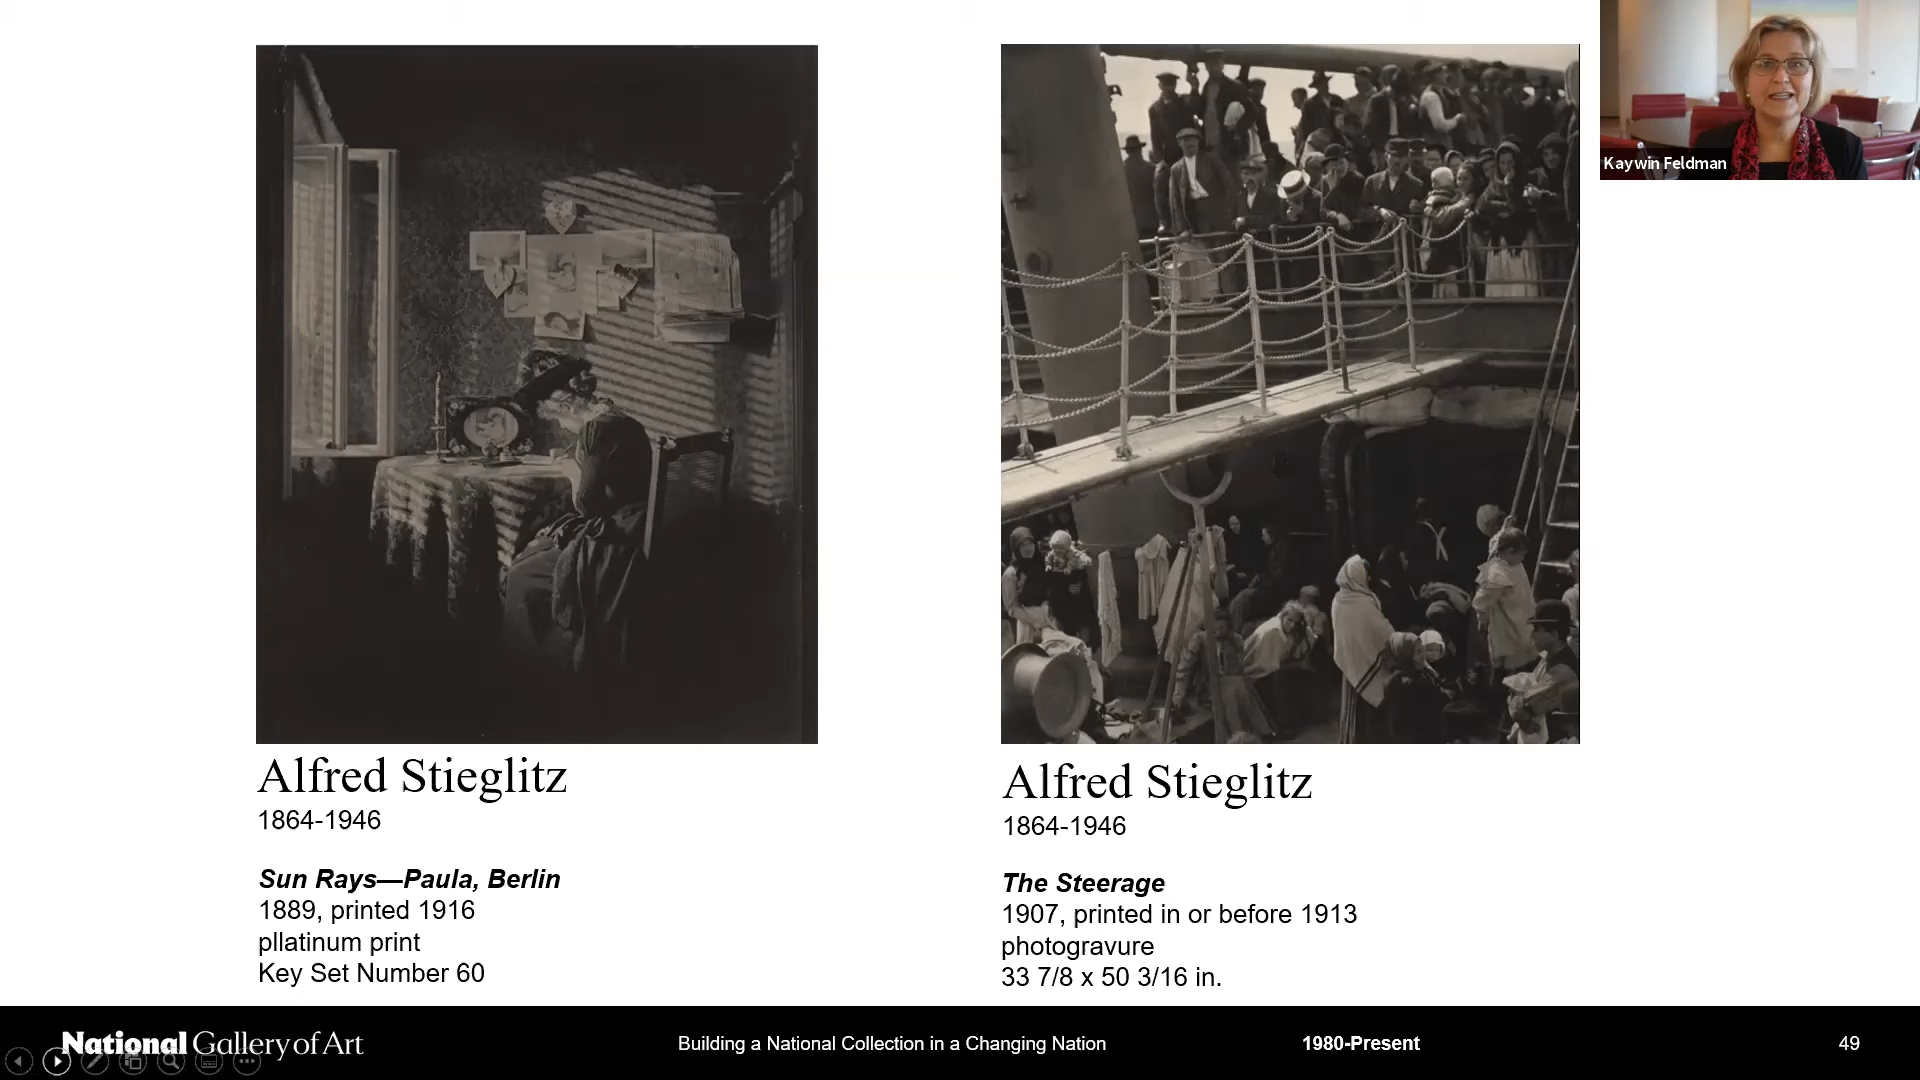 Kaywin Feldman
Alfred Stieglitz
1864-1946
Sun Rays—Paula, Berlin
1889, printed 1916
pllatinum print
Key Set Number 60
Alfred Stieglitz
1864-1946
The Steerage
1907, printed in or before 1913
photogravure
33 7/8 x 50 3/16 in.
National Gallery of Art
Building a National Collection in a Changing Nation
1980-Present
49